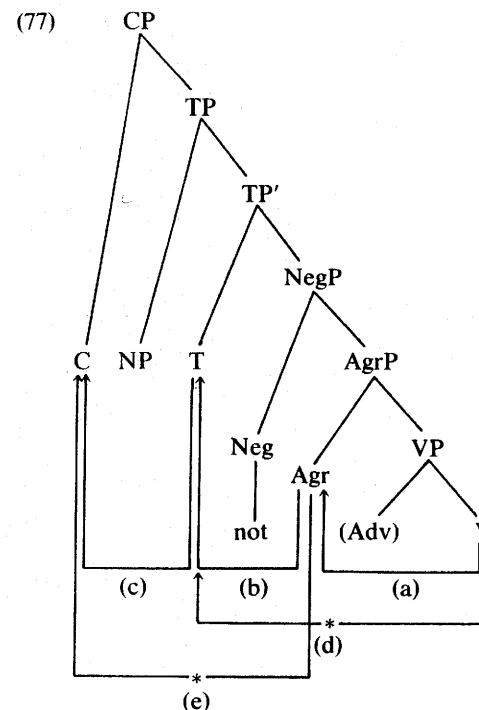 (77) CP
TP
TP′
NegP
C NP T AgrP
Neg VP
Agr
not (Adv)
(c) (b) (a)
*
(d)
*
(e)